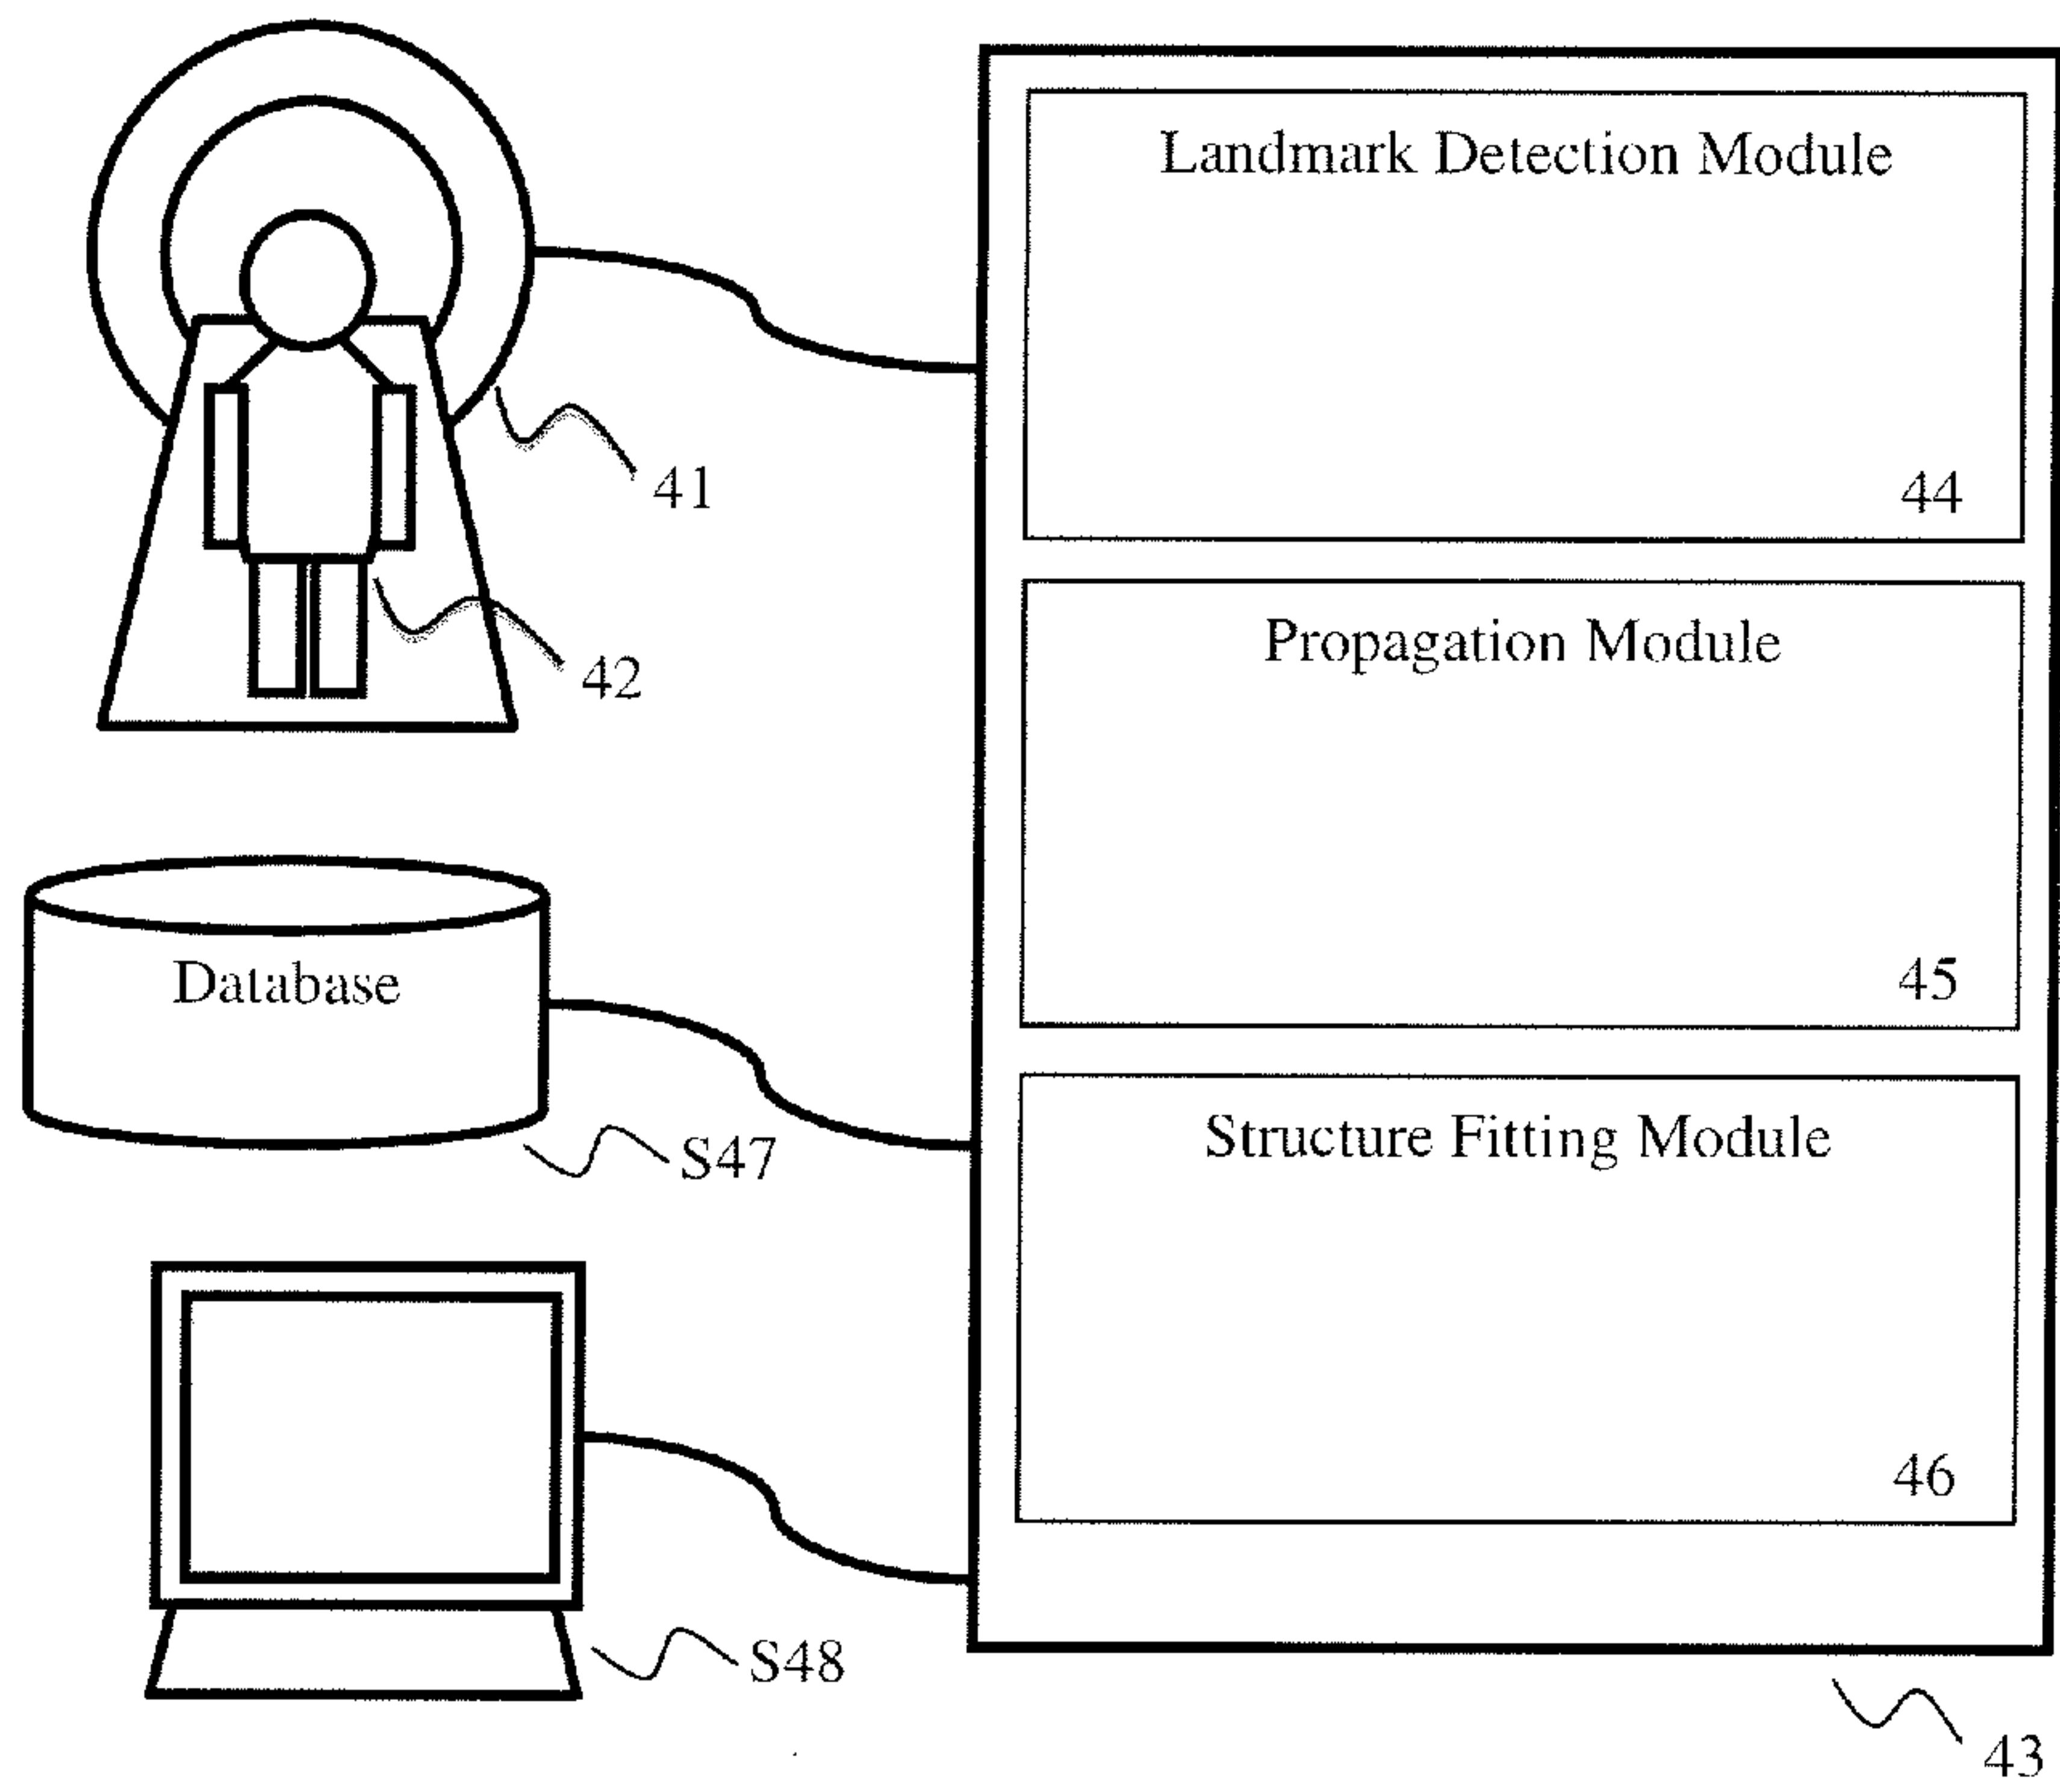 Landmark Detection Module
44
41
Propagation Module
42
45
Database
Structure Fitting Module
S47
46
S48
43